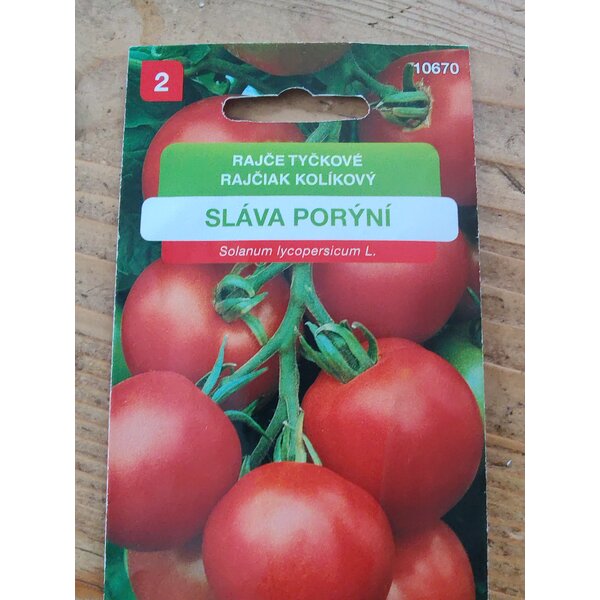 2
10670
RAJČE TYČKOVÉ
RAJČIAK KOLÍKOVÝ
SLÁVA PORÝNÍ
Solanum lycopersicum L.